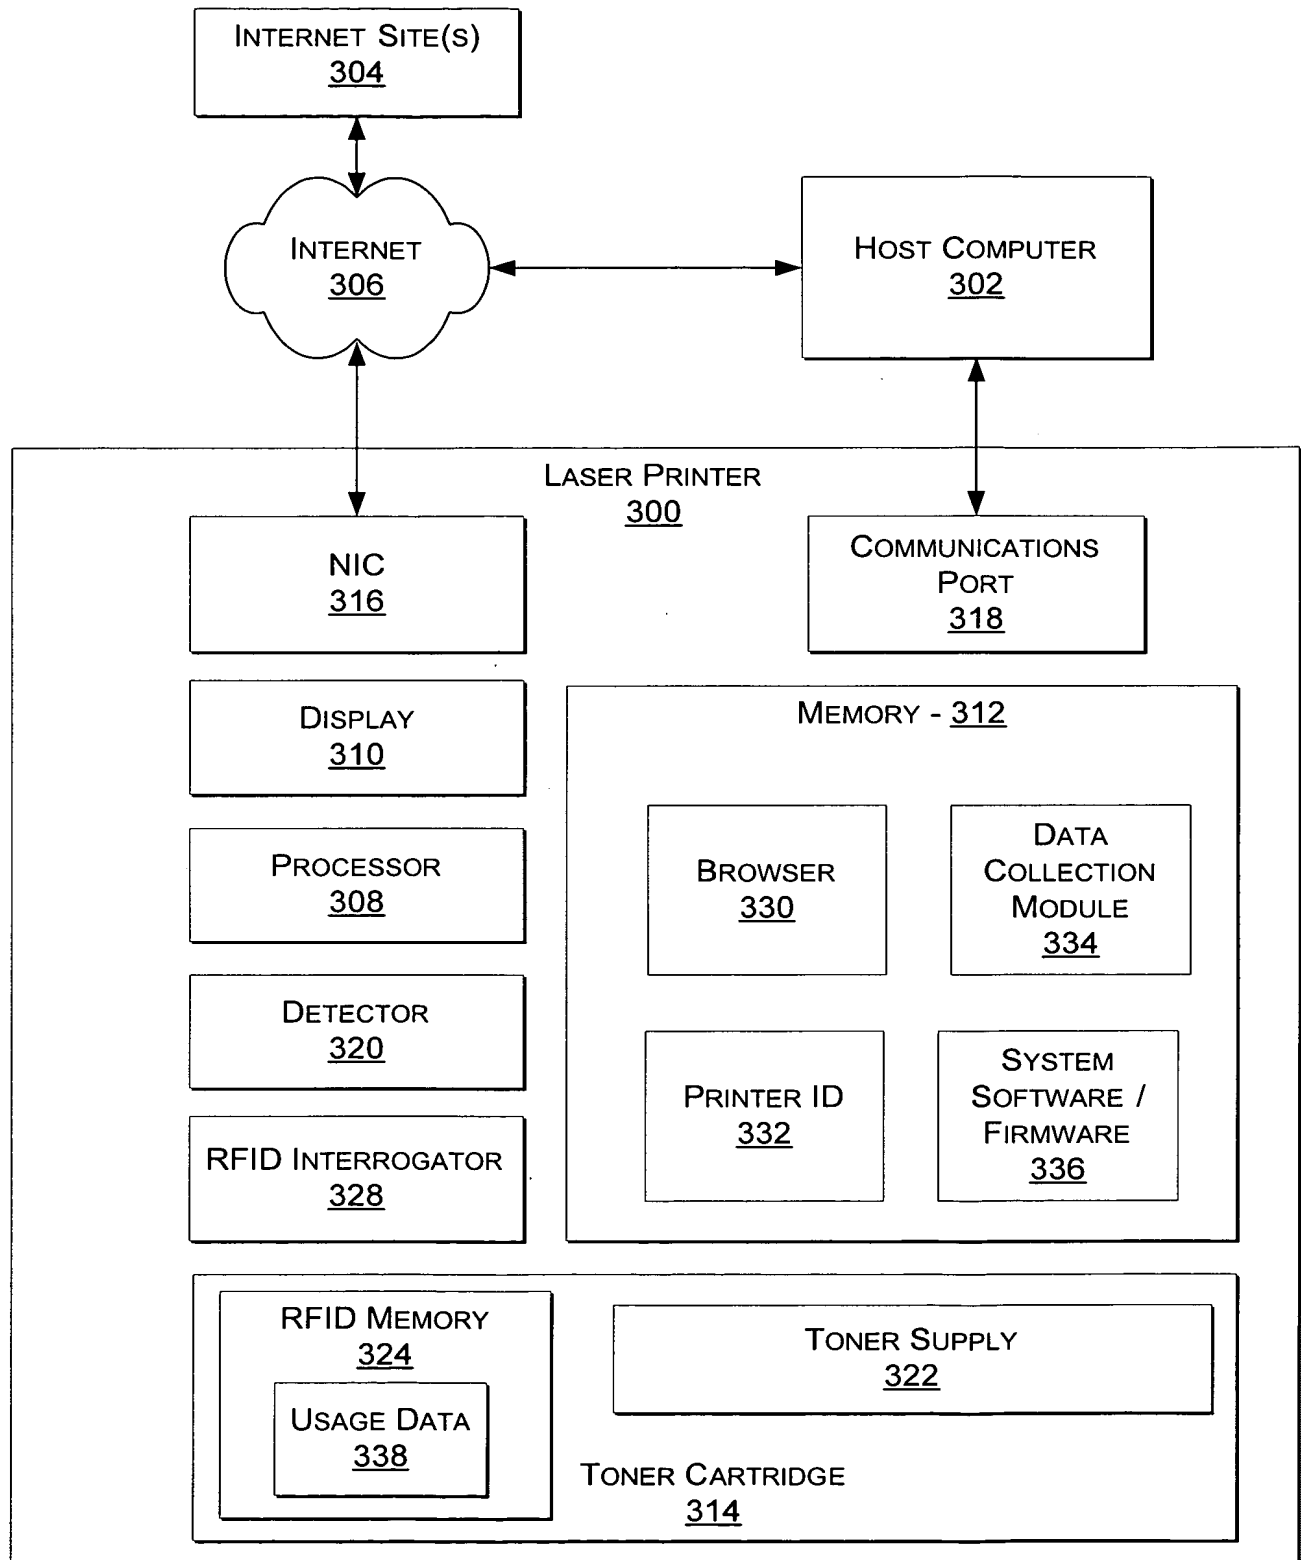 INTERNET SITE(S)
304
INTERNET
306
HOST COMPUTER
302
LASER PRINTER
300
NIC
316
COMMUNICATIONS
PORT
318
DISPLAY
310
PROCESSOR
308
DETECTOR
320
RFID INTERROGATOR
328
MEMORY - 312
BROWSER
330
DATA
COLLECTION
MODULE
334
PRINTER ID
332
SYSTEM
SOFTWARE /
FIRMWARE
336
RFID MEMORY
324
USAGE DATA
338
TONER SUPPLY
322
TONER CARTRIDGE
314